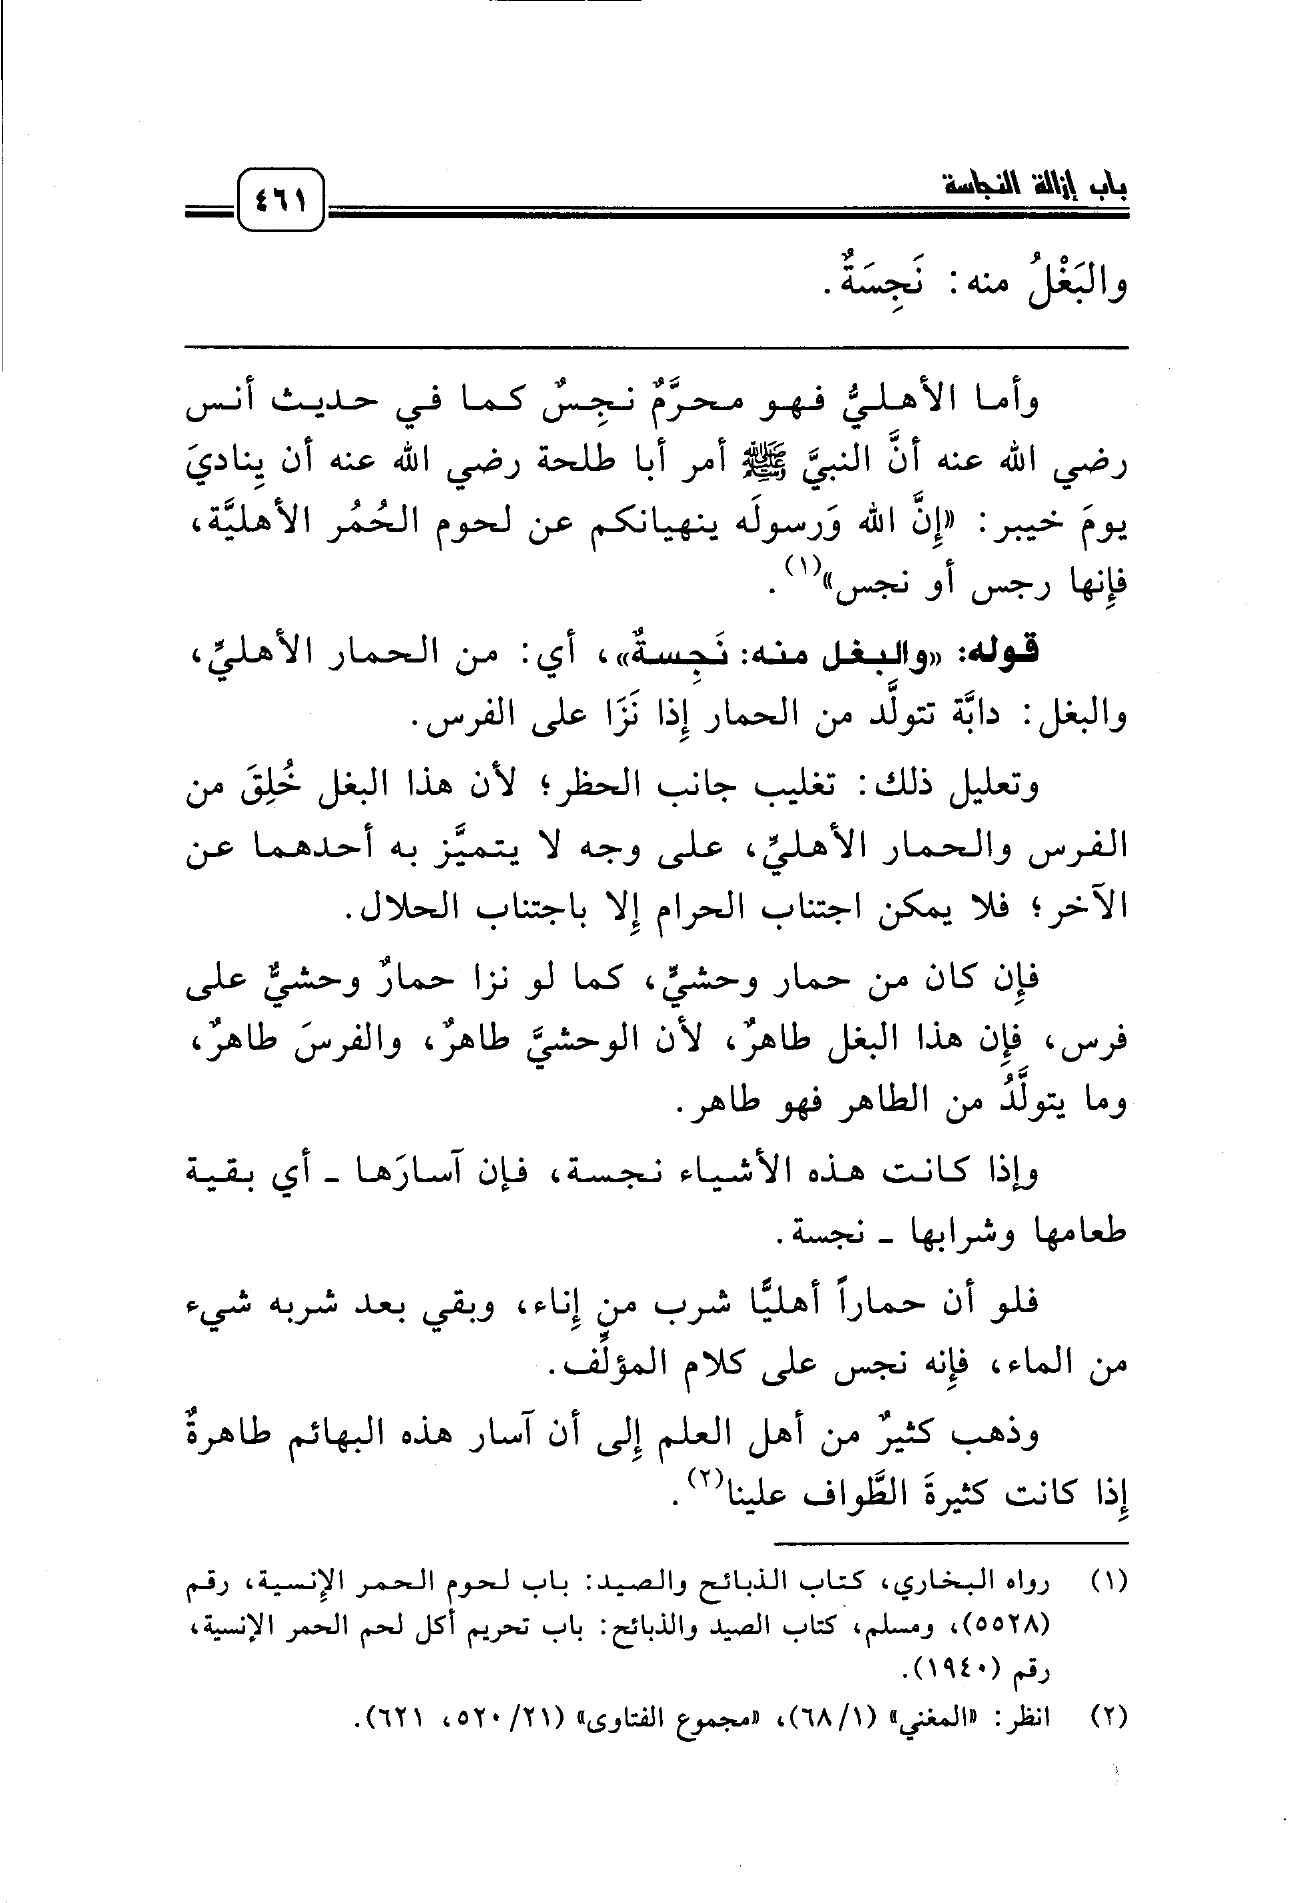 باب إزالة النجاسة
٤٦١
والبَغْلُ منه: نَجِسَةٌ.
وأما الأهليُّ فهو محرَّمٌ نجِسٌ كما في حديث أنس
رضي الله عنه أنَّ النبيَّ ﷺ أمر أبا طلحة رضي الله عنه أن يناديَ
يومَ خيبر: «إنَّ الله وَرسولَه ينهيانكم عن لحوم الحُمُر الأهليَّة،
فإنها رجس أو نجس»(١).
قوله: «والبغل منه: نَجِسةٌ»، أي: من الحمار الأهليِّ،
والبغل: دابَّة تتولَّد من الحمار إذا نَزَا على الفرس.
وتعليل ذلك: تغليب جانب الحظر؛ لأن هذا البغل خُلِقَ من
الفرس والحمار الأهليِّ، على وجه لا يتميَّز به أحدهما عن
الآخر؛ فلا يمكن اجتناب الحرام إلا باجتناب الحلال.
فإن كان من حمار وحشيٍّ، كما لو نزا حمارٌ وحشيٌّ على
فرس، فإن هذا البغل طاهرٌ، لأن الوحشيَّ طاهرٌ، والفرسَ طاهرٌ،
وما يتولَّدُ من الطاهر فهو طاهر.
وإذا كانت هذه الأشياء نجسة، فإن آسارَها ـ أي بقية
طعامها وشرابها ـ نجسة.
فلو أن حماراً أهليًّا شرب من إناء، وبقي بعد شربه شيء
من الماء، فإنه نجس على كلام المؤلِّف.
وذهب كثيرٌ من أهل العلم إلى أن آسار هذه البهائم طاهرةٌ
إذا كانت كثيرةَ الطَّواف علينا(٢).
(١) رواه البخاري، كتاب الذبائح والصيد: باب لحوم الحمر الإنسية، رقم
(٥٥٢٨)، ومسلم، كتاب الصيد والذبائح: باب تحريم أكل لحم الحمر الإنسية،
رقم (١٩٤٠).
(٢) انظر: «المغني» (٦٨/١)، «مجموع الفتاوى» (٥٢٠/٢١، ٦٢١).